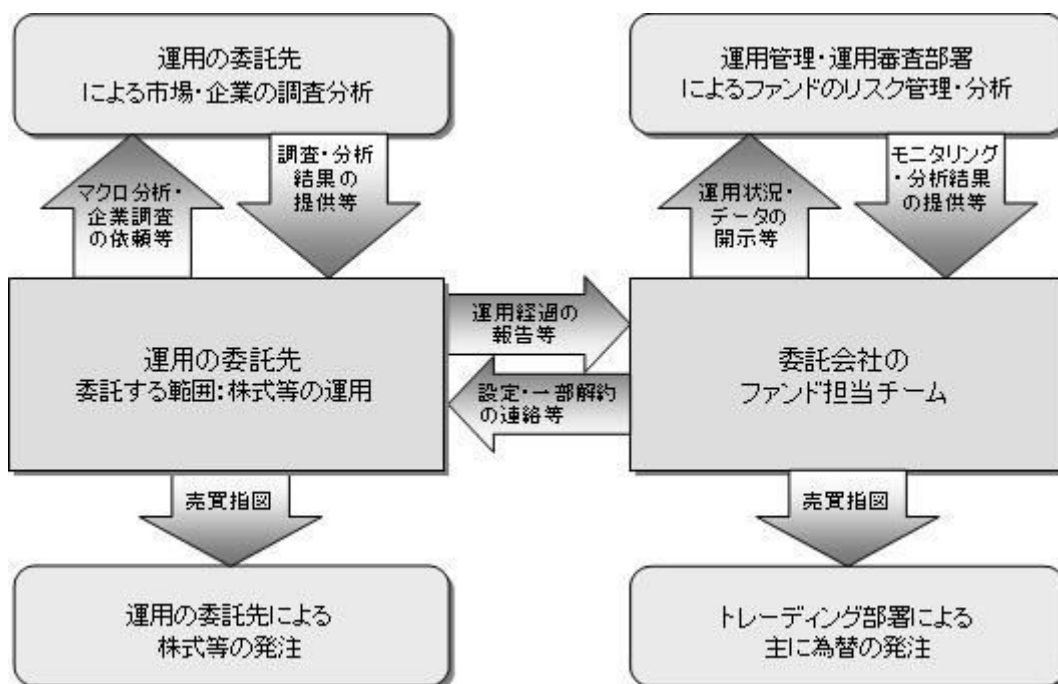 運用の委託先
による市場・企業の調査分析
運用管理・運用審査部署
によるファンドのリスク管理・分析
マクロ分析・
企業調査
の依頼等
調査・分析
結果の
提供等
運用状況・
データの
開示等
モニタリング
・分析結果
の提供等
運用の委託先
委託する範囲:株式等の運用
運用経過の
報告等
設定・一部解約
の連絡等
委託会社の
ファンド担当チーム
売買指図
売買指図
運用の委託先による
株式等の発注
トレーディング部署による
主に為替の発注